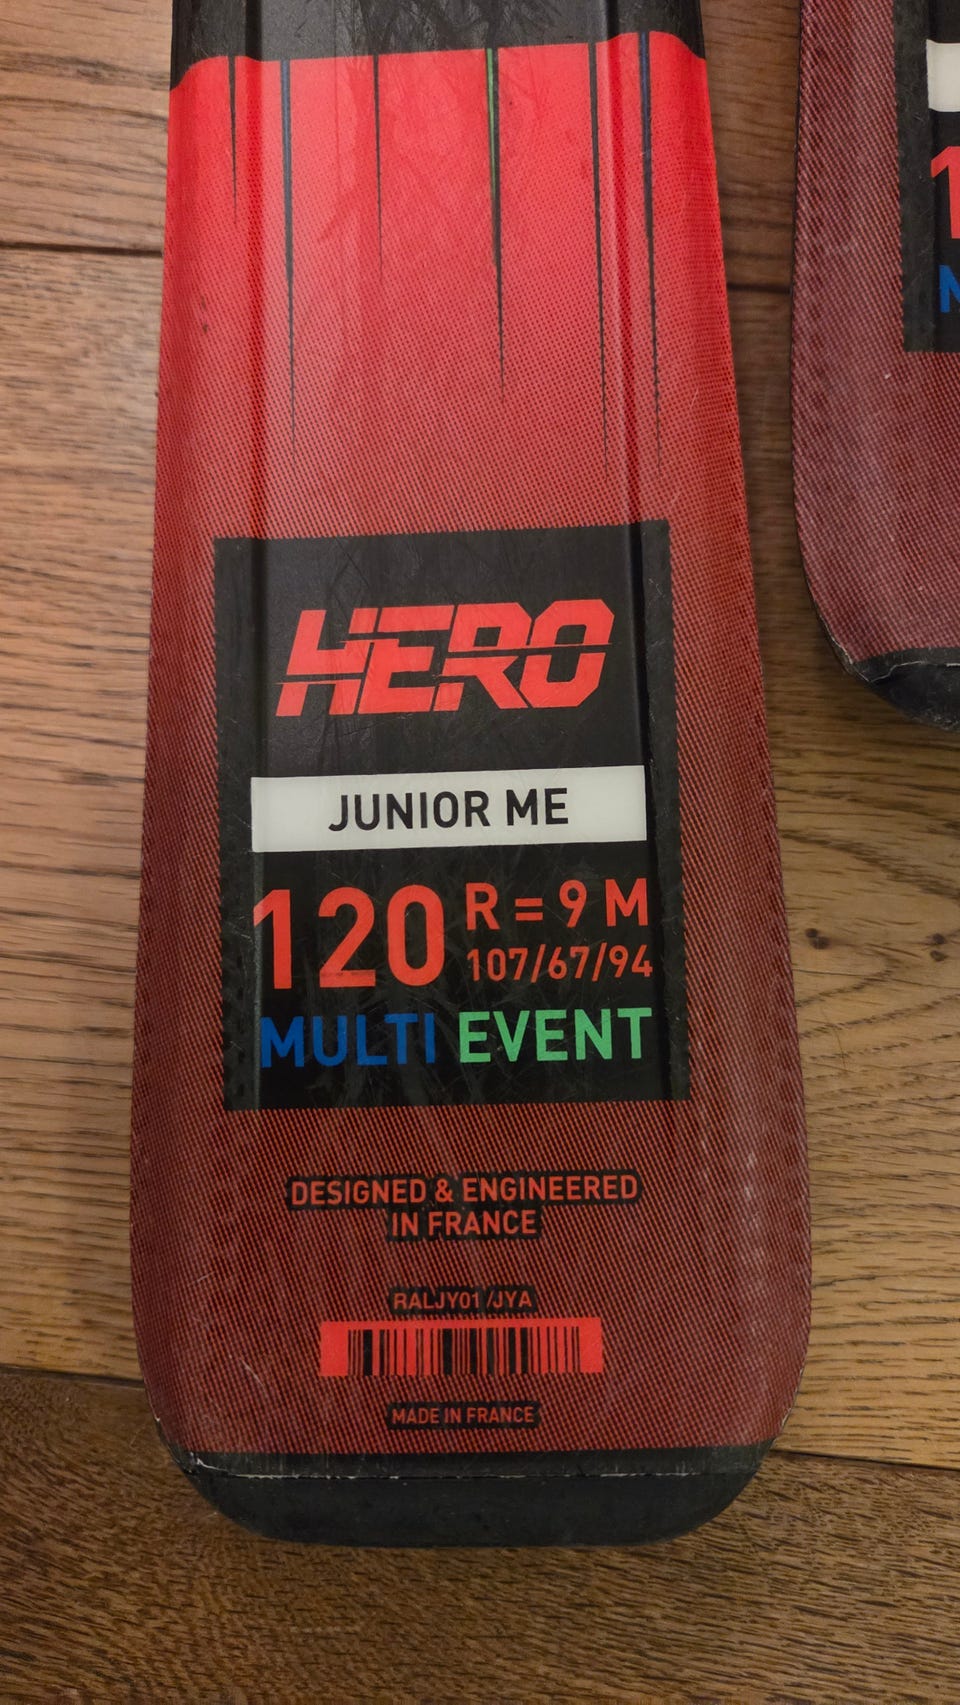 HERO
JUNIOR ME
120 R = 9 M
107/67/94
MULTI EVENT
DESIGNED & ENGINEERED
IN FRANCE
RALJY01 /JYA
MADE IN FRANCE